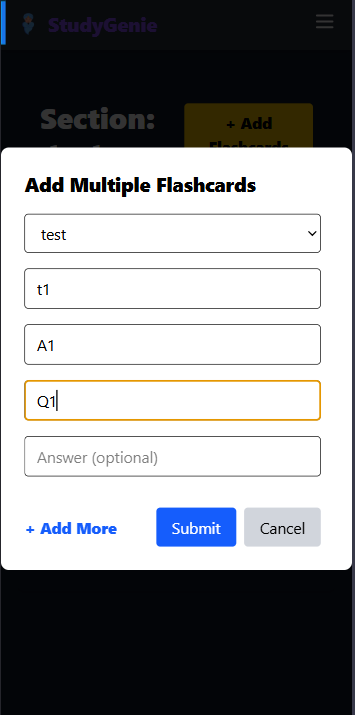 StudyGenie
Section:
+ Add
Flashcards
Add Multiple Flashcards
test
t1
A1
Q1
Answer (optional)
+ Add More
Submit
Cancel